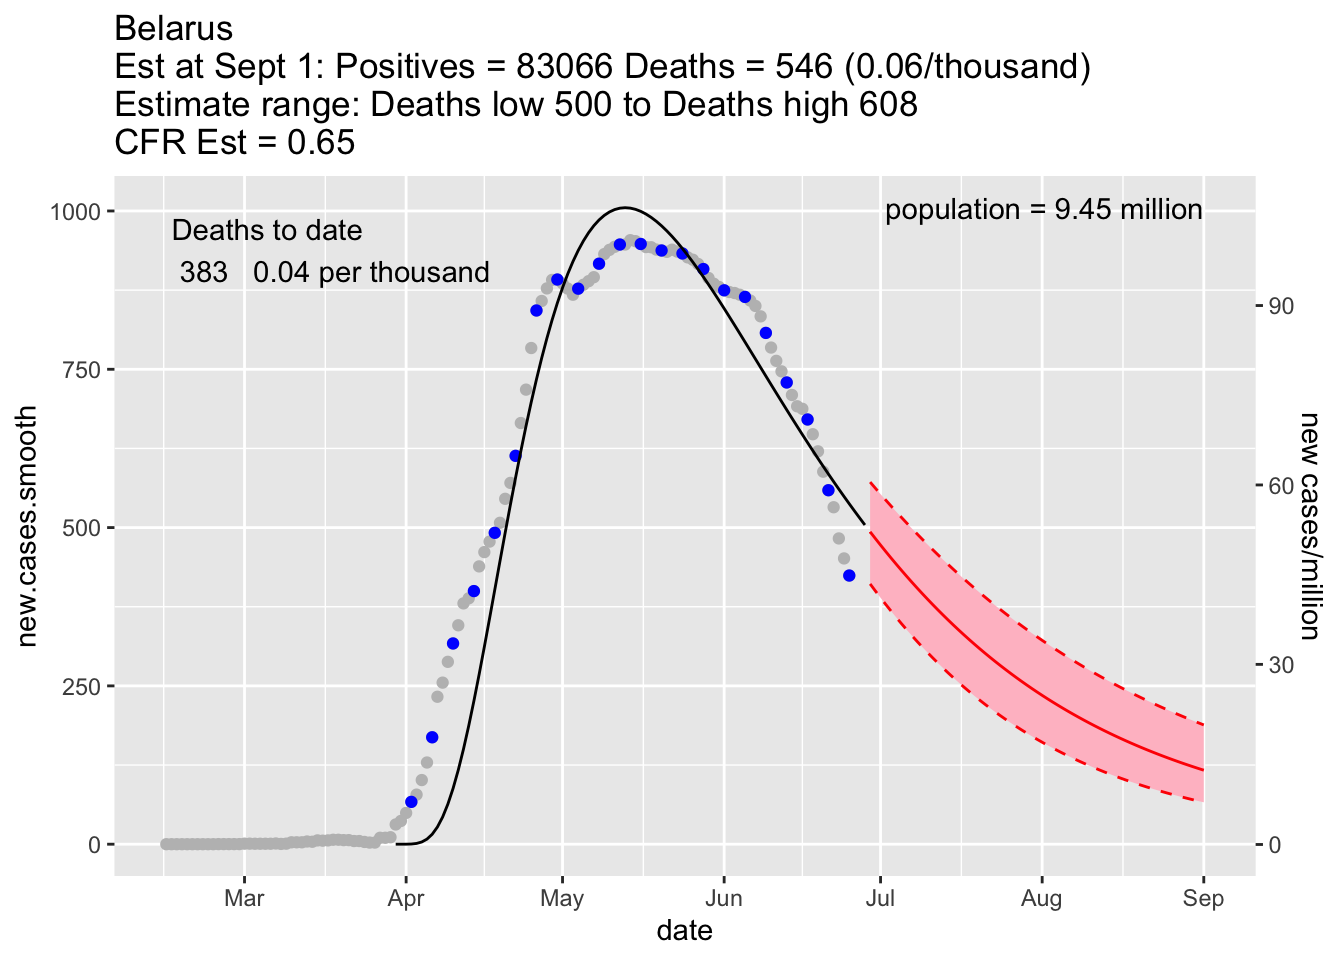 Belarus
Est at Sept 1: Positives = 83066 Deaths = 546 (0.06/thousand)
Estimate range: Deaths low 500 to Deaths high 608
CFR Est = 0.65
population = 9.45 million
Deaths to date
383 0.04 per thousand
1000
750
500
250
0
new.cases.smooth
90
60
30
0
new cases/million
Mar Apr May Jun Jul Aug Sep
date